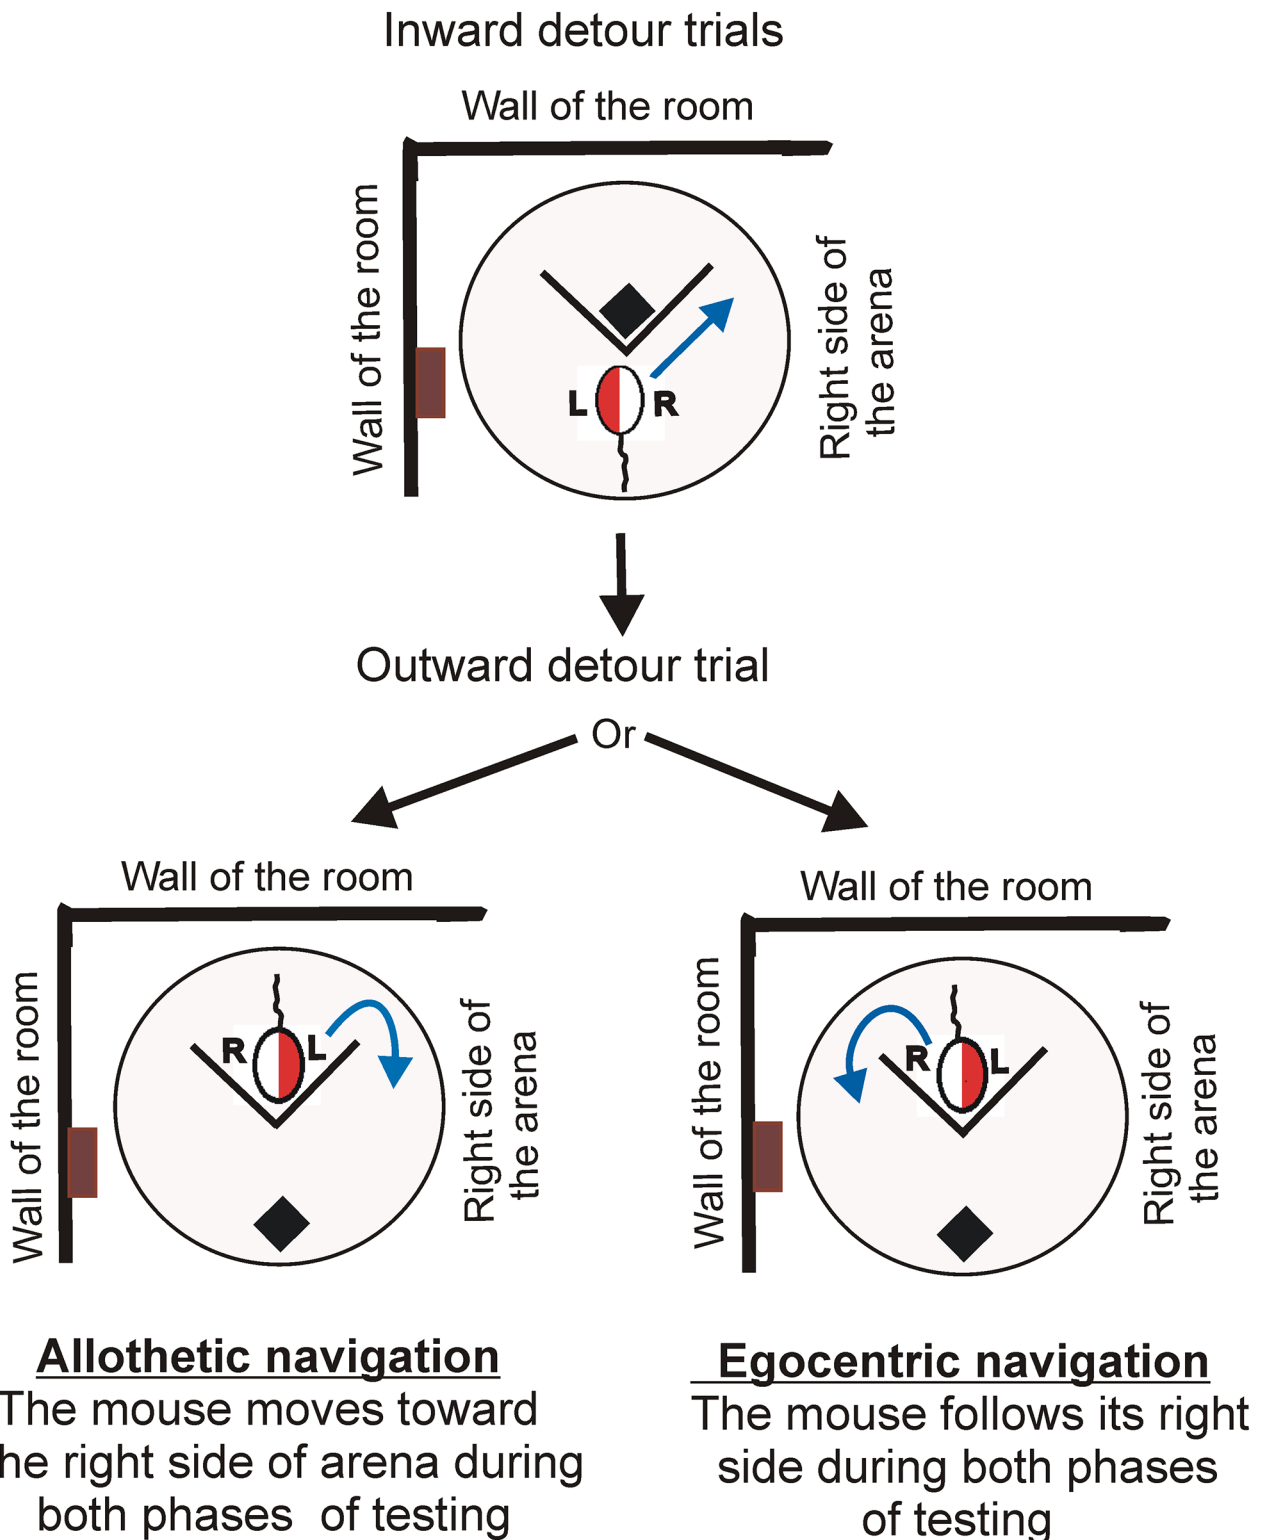 Inward detour trials
Wall of the room
Wall of the room
Right side of
the arena
L R
Outward detour trial
Or
Wall of the room
Wall of the room
R L
Right side of
the arena
Wall of the room
Wall of the room
R L
Right side of
the arena
Allothetic navigation
The mouse moves toward
he right side of arena during
both phases of testing
Egocentric navigation
The mouse follows its right
side during both phases
of testing